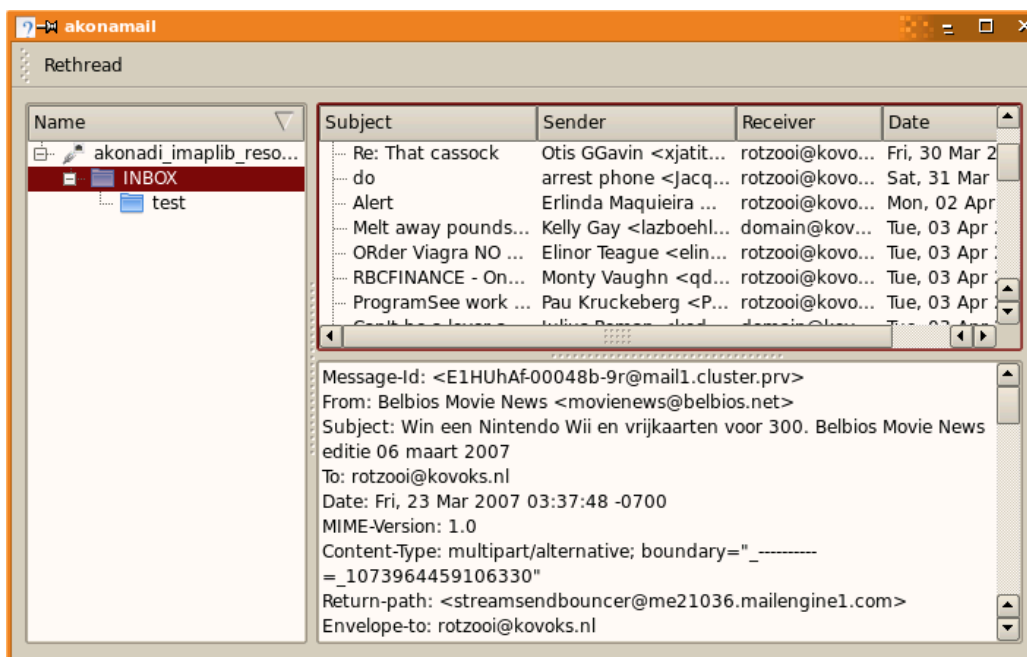 akonamail
Rethread
Name
akonadi_imaplib_reso...
INBOX
test
Subject Sender Receiver Date
Re: That cassock Otis GGavin <xjatit... rotzooi@kovo... Fri, 30 Mar 2
do arrest phone <Jacq... rotzooi@kovo... Sat, 31 Mar
Alert Erlinda Maquieira ... rotzooi@kovo... Mon, 02 Apr
Melt away pounds... Kelly Gay <lazboehl... domain@kov... Tue, 03 Apr
ORder Viagra NO ... Elinor Teague <elin... rotzooi@kovo... Tue, 03 Apr
RBCFINANCE - On... Monty Vaughn <qd... rotzooi@kovo... Tue, 03 Apr
ProgramSee work ... Pau Kruckeberg <P... rotzooi@kovo... Tue, 03 Apr
Message-Id: <E1HUhAf-00048b-9r@mail1.cluster.prv>
From: Belbios Movie News <movienews@belbios.net>
Subject: Win een Nintendo Wii en vrijkaarten voor 300. Belbios Movie News
editie 06 maart 2007
To: rotzooi@kovoks.nl
Date: Fri, 23 Mar 2007 03:37:48 -0700
MIME-Version: 1.0
Content-Type: multipart/alternative; boundary="_----------
=_1073964459106330"
Return-path: <streamsendbouncer@me21036.mailengine1.com>
Envelope-to: rotzooi@kovoks.nl